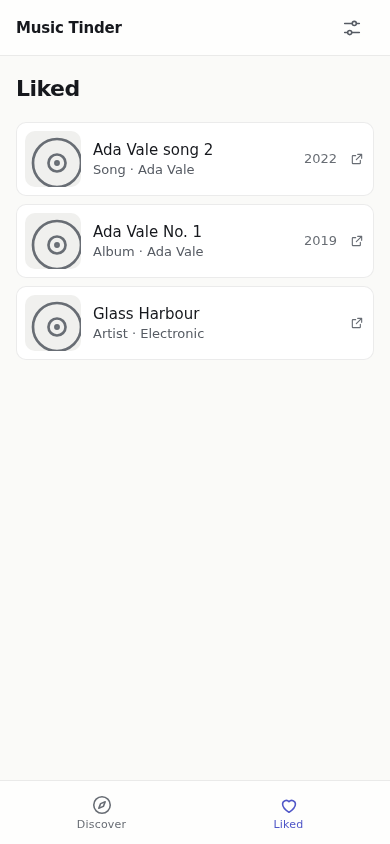 Music Tinder
Liked
Ada Vale song 2
Song · Ada Vale
2022
Ada Vale No. 1
Album · Ada Vale
2019
Glass Harbour
Artist · Electronic
Discover
Liked